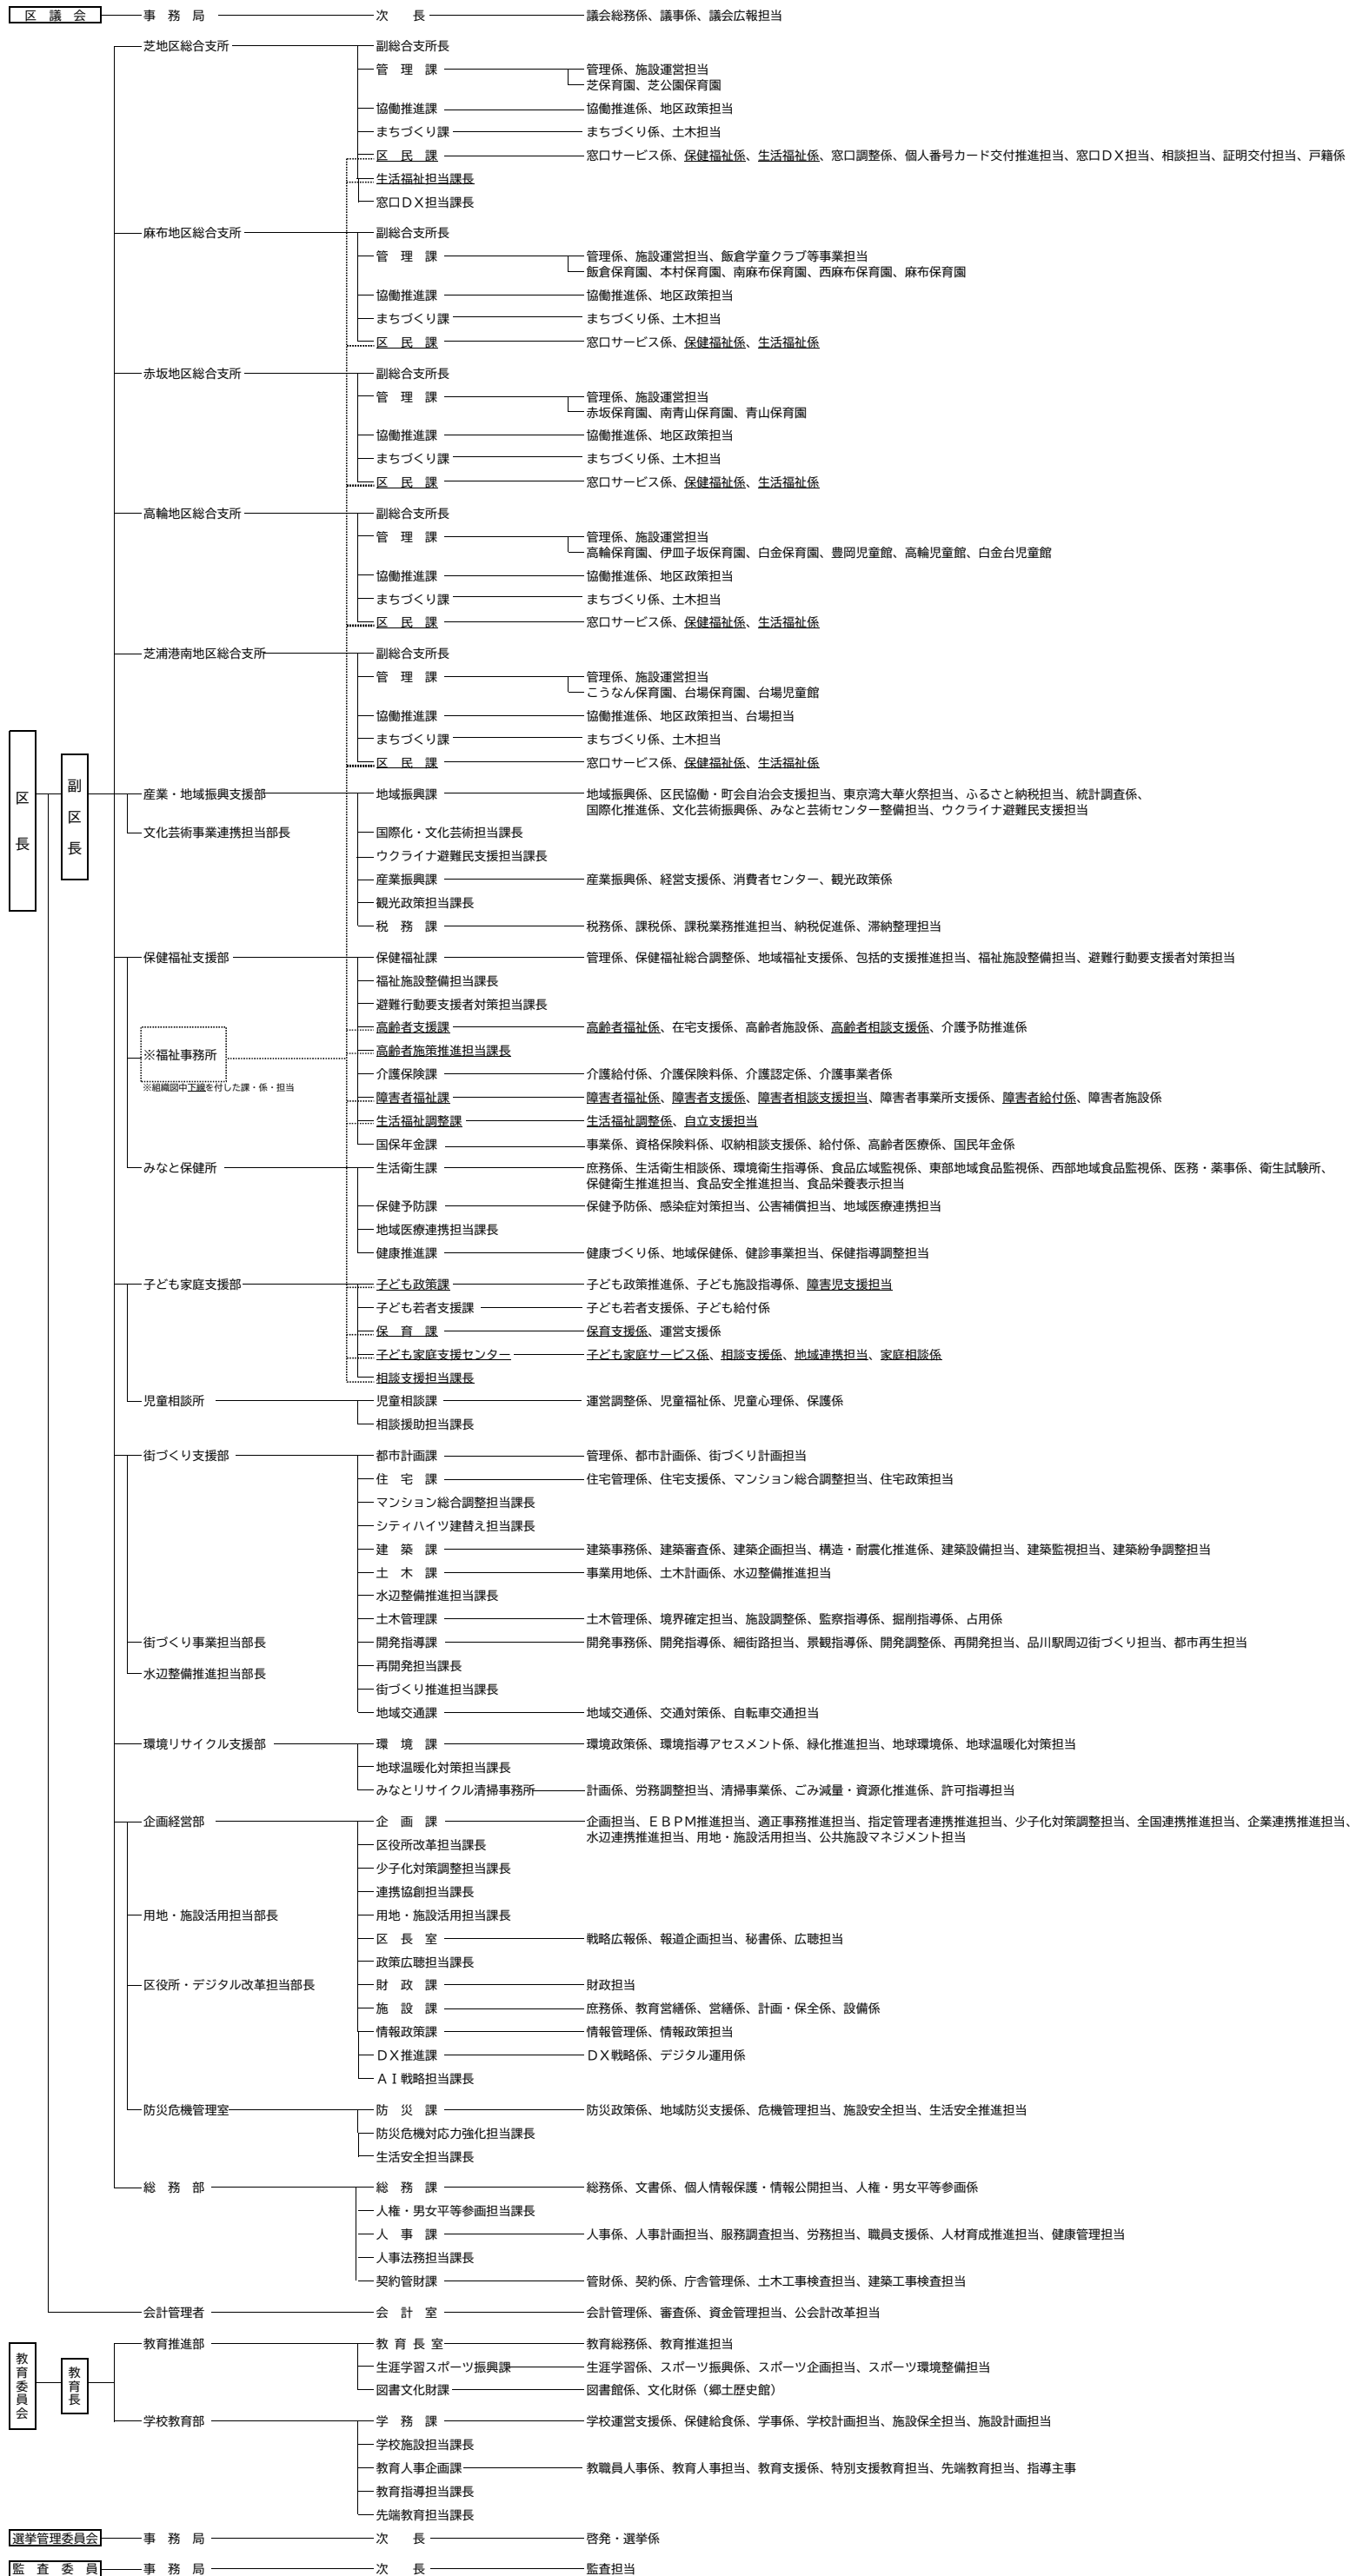 区　議　会　事　務　局　次　　長　議会総務係、議事係、議会広報担当
芝地区総合支所　副総合支所長
管　理　課　管理係、施設運営担当
芝保育園、芝公園保育園
協働推進課　協働推進係、地区政策担当
まちづくり課　まちづくり係、土木担当
区　民　課　窓口サービス係、保健福祉係、生活福祉係、窓口調整係、個人番号カード交付推進担当、窓口ＤＸ担当、相談担当、証明交付担当、戸籍係
生活福祉担当課長
窓口ＤＸ担当課長
麻布地区総合支所　副総合支所長
管　理　課　管理係、施設運営担当、飯倉学童クラブ等事業担当
飯倉保育園、本村保育園、南麻布保育園、西麻布保育園、麻布保育園
協働推進課　協働推進係、地区政策担当
まちづくり課　まちづくり係、土木担当
区　民　課　窓口サービス係、保健福祉係、生活福祉係
赤坂地区総合支所　副総合支所長
管　理　課　管理係、施設運営担当
赤坂保育園、南青山保育園、青山保育園
協働推進課　協働推進係、地区政策担当
まちづくり課　まちづくり係、土木担当
区　民　課　窓口サービス係、保健福祉係、生活福祉係
高輪地区総合支所　副総合支所長
管　理　課　管理係、施設運営担当
高輪保育園、伊皿子坂保育園、白金保育園、豊岡児童館、高輪児童館、白金台児童館
協働推進課　協働推進係、地区政策担当
まちづくり課　まちづくり係、土木担当
区　民　課　窓口サービス係、保健福祉係、生活福祉係
芝浦港南地区総合支所　副総合支所長
管　理　課　管理係、施設運営担当
こうなん保育園、台場保育園、台場児童館
協働推進課　協働推進係、地区政策担当、台場担当
まちづくり課　まちづくり係、土木担当
区　民　課　窓口サービス係、保健福祉係、生活福祉係
区長
副区長
産業・地域振興支援部　地域振興課　地域振興係、区民協働・町会自治会支援担当、東京湾大華火祭担当、ふるさと納税担当、統計調査係、
国際化推進係、文化芸術振興係、みなと芸術センター整備担当、ウクライナ避難民支援担当
文化芸術事業連携担当部長　国際化・文化芸術担当課長
ウクライナ避難民支援担当課長
産業振興課　産業振興係、経営支援係、消費者センター、観光政策係
観光政策担当課長
税　務　課　税務係、課税係、課税業務推進担当、納税促進係、滞納整理担当
保健福祉支援部　保健福祉課　管理係、保健福祉総合調整係、地域福祉支援係、包括的支援推進担当、福祉施設整備担当、避難行動要支援者対策担当
福祉施設整備担当課長
避難行動要支援者対策担当課長
高齢者支援課　高齢者福祉係、在宅支援係、高齢者施設係、高齢者相談支援係、介護予防推進係
※福祉事務所　高齢者施策推進担当課長
介護保険課　介護給付係、介護保険料係、介護認定係、介護事業者係
※組織図中下線を付した課・係・担当
障害者福祉課　障害者福祉係、障害者支援係、障害者相談支援担当、障害者事業所支援係、障害者給付係、障害者施設係
生活福祉調整課　生活福祉調整係、自立支援担当
国保年金課　事業係、資格保険料係、収納相談支援係、給付係、高齢者医療係、国民年金係
みなと保健所　生活衛生課　庶務係、生活衛生相談係、環境衛生指導係、食品広域監視係、東部地域食品監視係、西部地域食品監視係、医務・薬事係、衛生試験所、
保健衛生推進担当、食品安全推進担当、食品栄養表示担当
保健予防課　保健予防係、感染症対策担当、公害補償担当、地域医療連携担当
地域医療連携担当課長
健康推進課　健康づくり係、地域保健係、健診事業担当、保健指導調整担当
子ども家庭支援部　子ども政策課　子ども政策推進係、子ども施設指導係、障害児支援担当
子ども若者支援課　子ども若者支援係、子ども給付係
保　育　課　保育支援係、運営支援係
子ども家庭支援センター　子ども家庭サービス係、相談支援係、地域連携担当、家庭相談係
相談支援担当課長
児童相談所　児童相談課　運営調整係、児童福祉係、児童心理係、保護係
相談援助担当課長
街づくり支援部　都市計画課　管理係、都市計画係、街づくり計画担当
住　宅　課　住宅管理係、住宅支援係、マンション総合調整担当、住宅政策担当
マンション総合調整担当課長
シティハイツ建替え担当課長
建　築　課　建築事務係、建築審査係、建築企画担当、構造・耐震化推進係、建築設備担当、建築監視担当、建築紛争調整担当
土　木　課　事業用地係、土木計画係、水辺整備推進担当
水辺整備推進担当課長
土木管理課　土木管理係、境界確定担当、施設調整係、監察指導係、掘削指導係、占用係
街づくり事業担当部長　開発指導課　開発事務係、開発指導係、細街路担当、景観指導係、開発調整係、再開発担当、品川駅周辺街づくり担当、都市再生担当
再開発担当課長
水辺整備推進担当部長
街づくり推進担当課長
地域交通課　地域交通係、交通対策係、自転車交通担当
環境リサイクル支援部　環　境　課　環境政策係、環境指導アセスメント係、緑化推進担当、地球環境係、地球温暖化対策担当
地球温暖化対策担当課長
みなとリサイクル清掃事務所　計画係、労務調整担当、清掃事業係、ごみ減量・資源化推進係、許可指導担当
企画経営部　企　画　課　企画担当、ＥＢＰＭ推進担当、適正事務推進担当、指定管理者連携推進担当、少子化対策調整担当、全国連携推進担当、企業連携推進担当、
水辺連携推進担当、用地・施設活用担当、公共施設マネジメント担当
区役所改革担当課長
少子化対策調整担当課長
連携協創担当課長
用地・施設活用担当部長　用地・施設活用担当課長
区　長　室　戦略広報係、報道企画担当、秘書係、広聴担当
政策広聴担当課長
区役所・デジタル改革担当部長　財　政　課　財政担当
施　設　課　庶務係、教育営繕係、営繕係、計画・保全係、設備係
情報政策課　情報管理係、情報政策担当
ＤＸ推進課　ＤＸ戦略係、デジタル運用係
ＡＩ戦略担当課長
防災危機管理室　防　災　課　防災政策係、地域防災支援係、危機管理担当、施設安全担当、生活安全推進担当
防災危機対応力強化担当課長
生活安全担当課長
総　務　部　総　務　課　総務係、文書係、個人情報保護・情報公開担当、人権・男女平等参画係
人権・男女平等参画担当課長
人　事　課　人事係、人事計画担当、服務調査担当、労務担当、職員支援係、人材育成推進担当、健康管理担当
人事法務担当課長
契約管財課　管財係、契約係、庁舎管理係、土木工事検査担当、建築工事検査担当
会計管理者　会　計　室　会計管理係、審査係、資金管理担当、公会計改革担当
教育委員会
教育長
教育推進部　教 育 長 室　教育総務係、教育推進担当
生涯学習スポーツ振興課　生涯学習係、スポーツ振興係、スポーツ企画担当、スポーツ環境整備担当
図書文化財課　図書館係、文化財係（郷土歴史館）
学校教育部　学　務　課　学校運営支援係、保健給食係、学事係、学校計画担当、施設保全担当、施設計画担当
学校施設担当課長
教育人事企画課　教職員人事係、教育人事担当、教育支援係、特別支援教育担当、先端教育担当、指導主事
教育指導担当課長
先端教育担当課長
選挙管理委員会　事　務　局　次　　長　啓発・選挙係
監　査　委　員　事　務　局　次　　長　監査担当